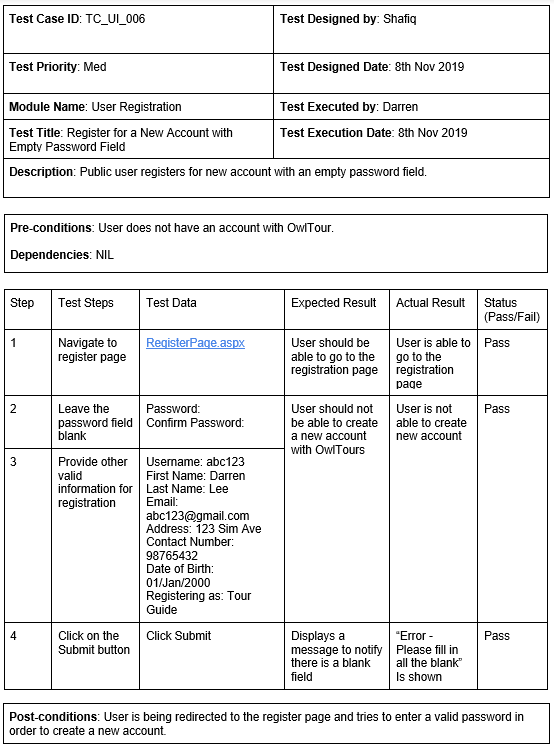 Test Case ID: TC_UI_006
Test Designed by: Shafiq
Test Priority: Med
Test Designed Date: 8th Nov 2019
Module Name: User Registration
Test Executed by: Darren
Test Title: Register for a New Account with
Empty Password Field
Test Execution Date: 8th Nov 2019
Description: Public user registers for new account with an empty password field.
Pre-conditions: User does not have an account with OwlTour.
Dependencies: NIL
Step
Test Steps
Test Data
Expected Result
Actual Result
Status
(Pass/Fail)
1
Navigate to
register page
RegisterPage.aspx
User should be
able to go to the
registration page
User is able to
go to the
registration
page
Pass
2
Leave the
password field
blank
Password:
Confirm Password:
User should not
be able to create
a new account
with OwlTours
User is not
able to create
new account
Pass
3
Provide other
valid
information for
registration
Username: abc123
First Name: Darren
Last Name: Lee
Email:
abc123@gmail.com
Address: 123 Sim Ave
Contact Number:
98765432
Date of Birth:
01/Jan/2000
Registering as: Tour
Guide
4
Click on the
Submit button
Click Submit
Displays a
message to notify
there is a blank
field
“Error -
Please fill in
all the blank”
Is shown
Pass
Post-conditions: User is being redirected to the register page and tries to enter a valid password in
order to create a new account.